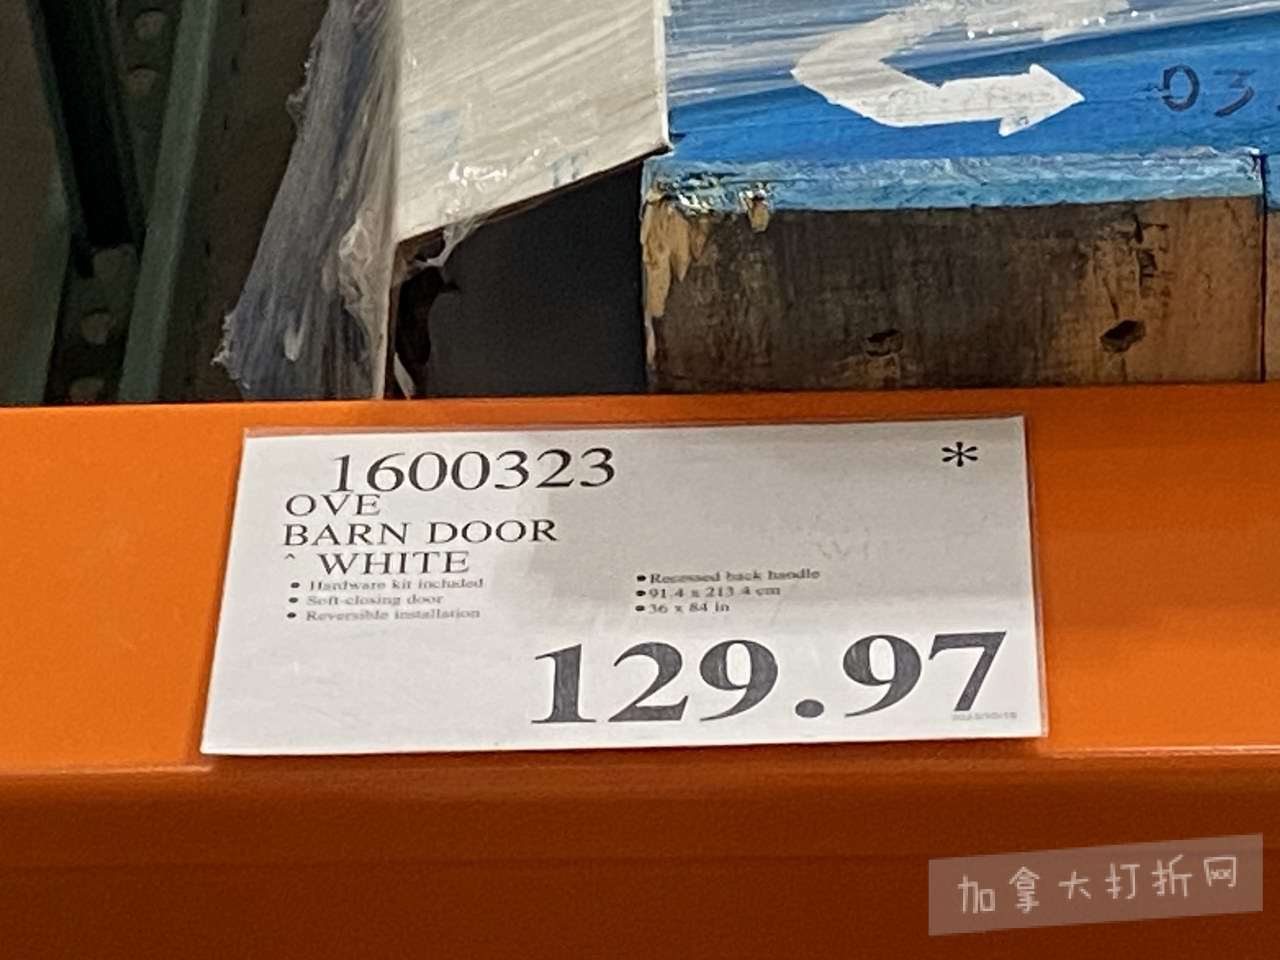 03
1600323
*
OVE
BARN DOOR
^ WHITE
• Hardware kit included
• Soft-closing door
• Reversible installation
• Recessed back handle
• 91.4 x 213.4 cm
• 36 x 84 in
129.97
加拿大打折网